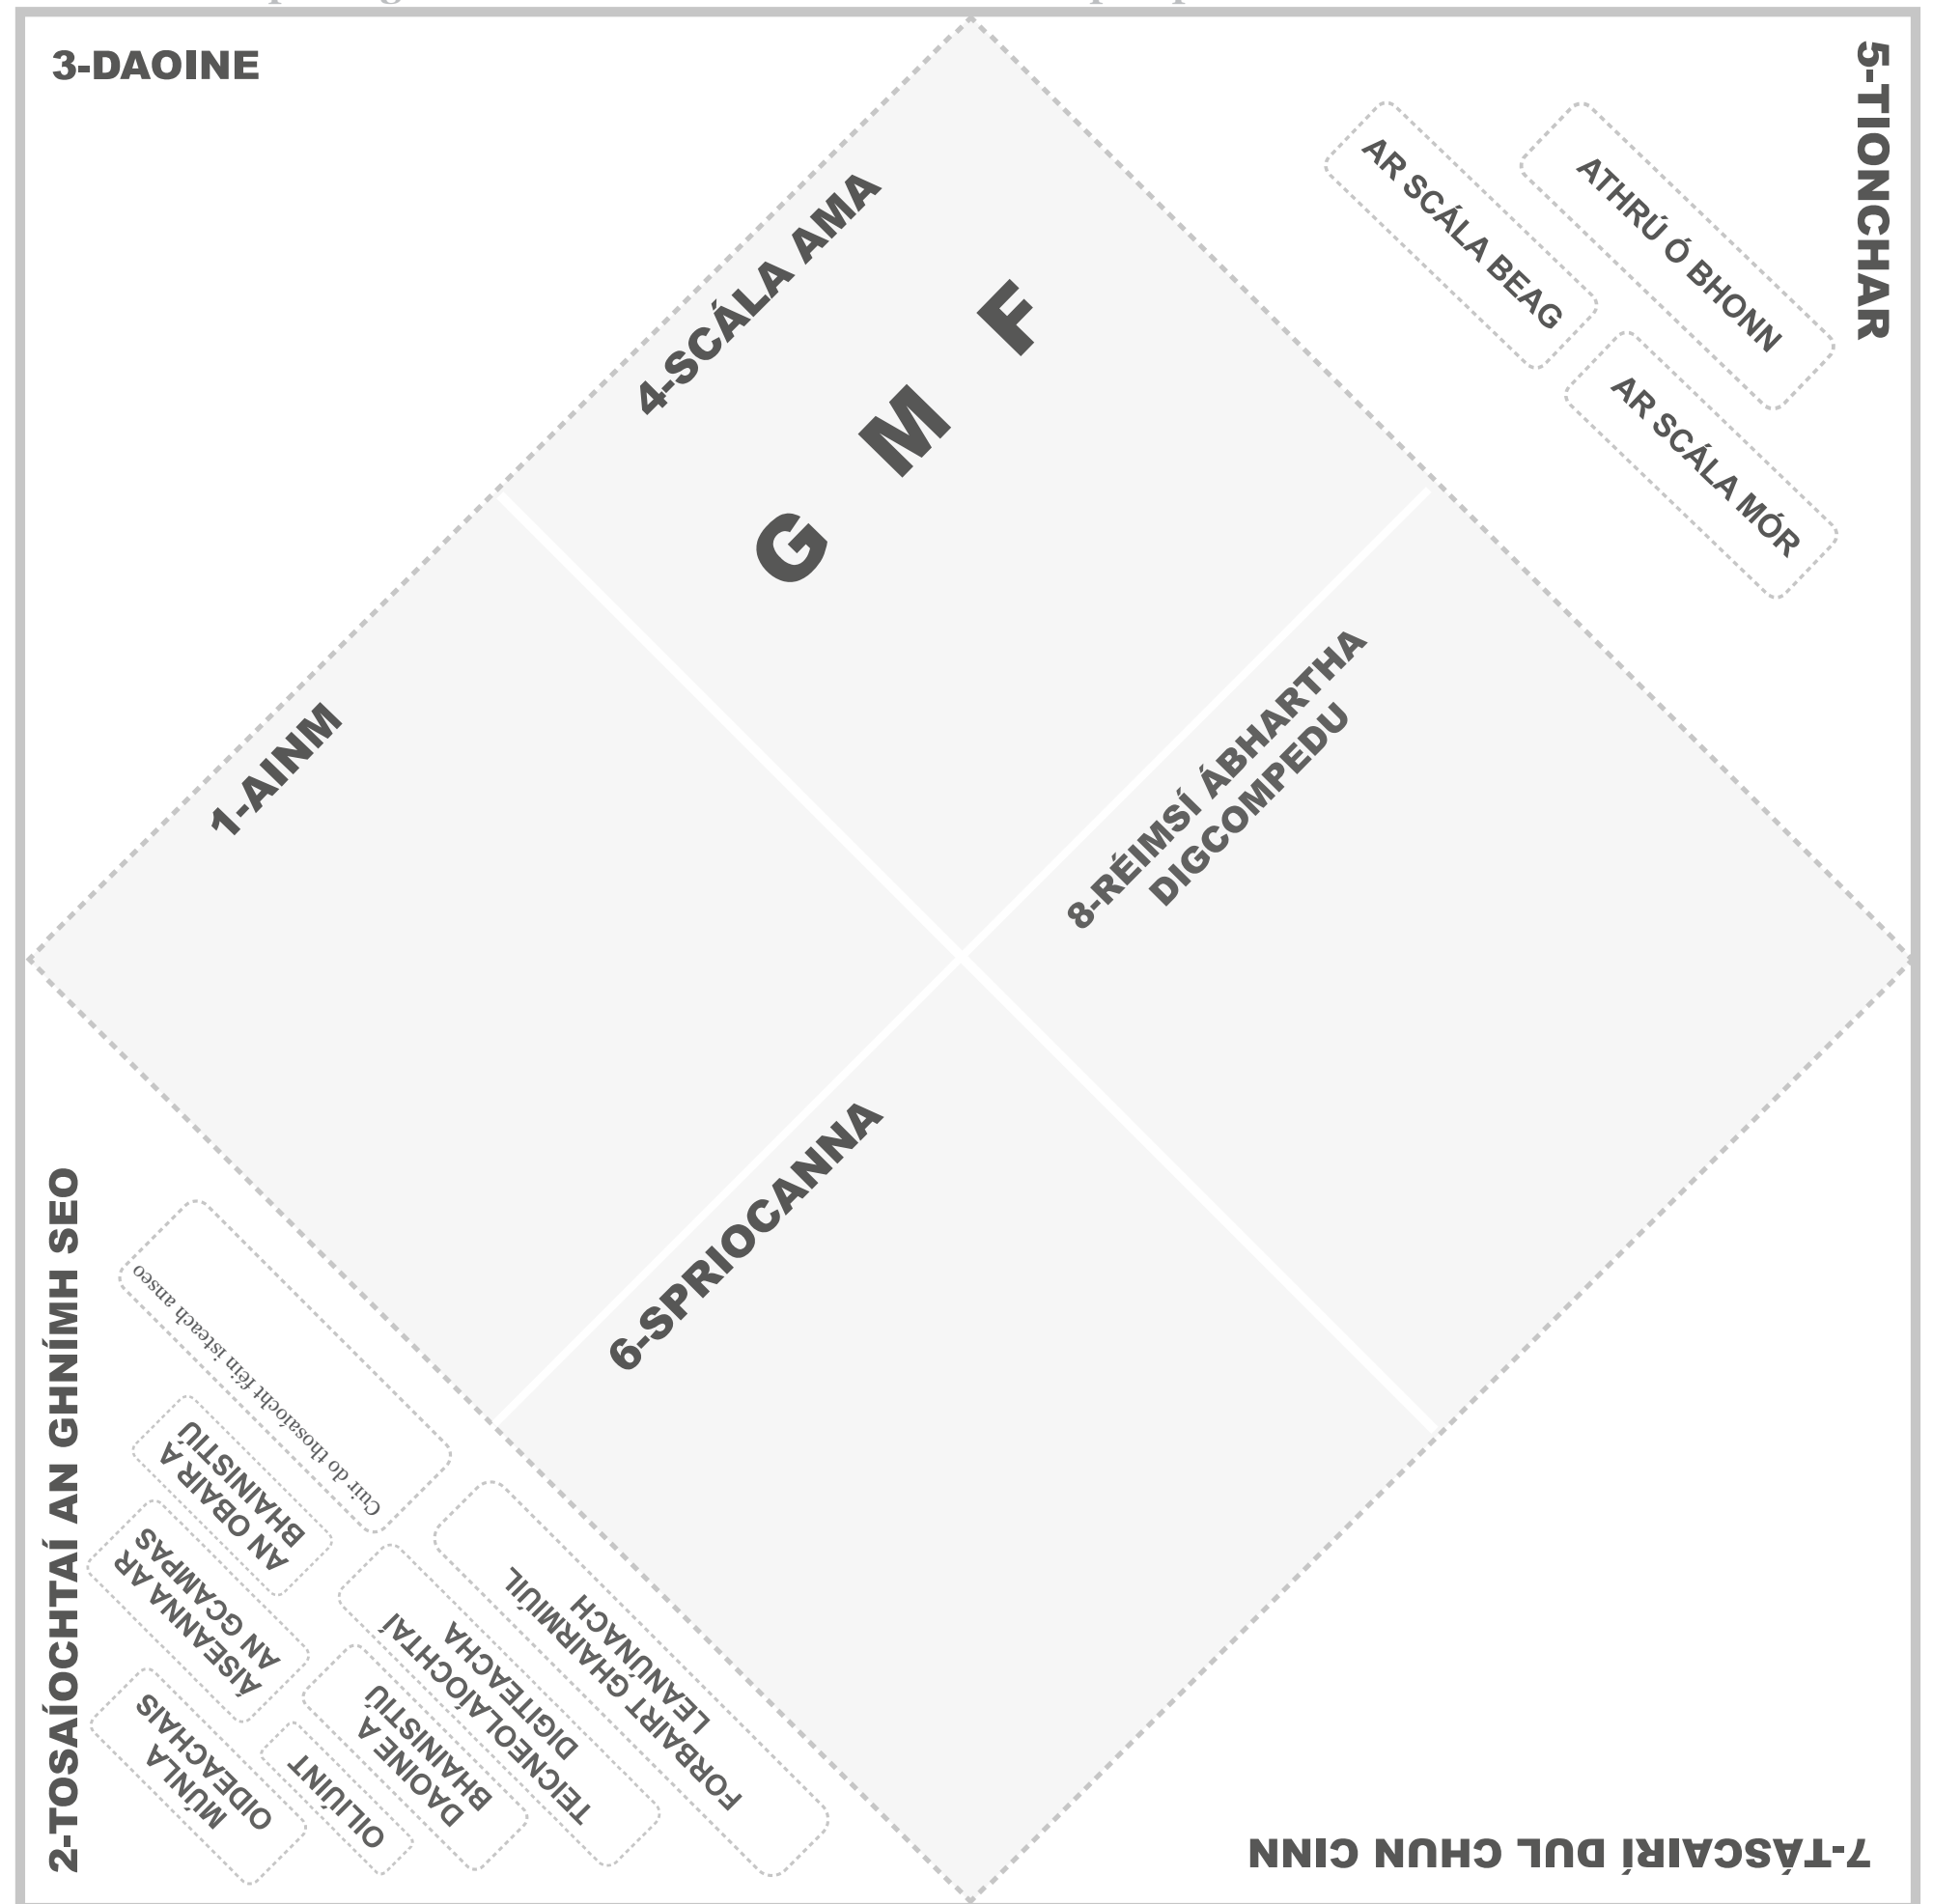 3-DAOINE
5-TIONCHAR
AR SCÁLA BEAG
ATHRÚ Ó BHONN
AR SCÁLA MÓR
4-SCÁLA AMA
G M F
1-AINM
8-RÉIMSÍ ÁBHARTHA
DIGCOMPEDU
6-SPRIOCANNA
2-TOSAÍOCHTAÍ AN GHNÍMH SEO
Cuir do thosaíocht féin isteach anseo
AN OBAIR A
BHAINISTIÚ
ÁISEANNA AR
AN GCAMPAS
MÚNLA
OIDEACHAIS
OILIÚINT
DAOINE A
BHAINISTIÚ
TEICNEOLAÍOCHTAÍ
DIGITEACHA
FORBAIRT GHAIRMIÚIL
LEANÚNACH
7-TÁSCAIRÍ DUL CHUN CINN